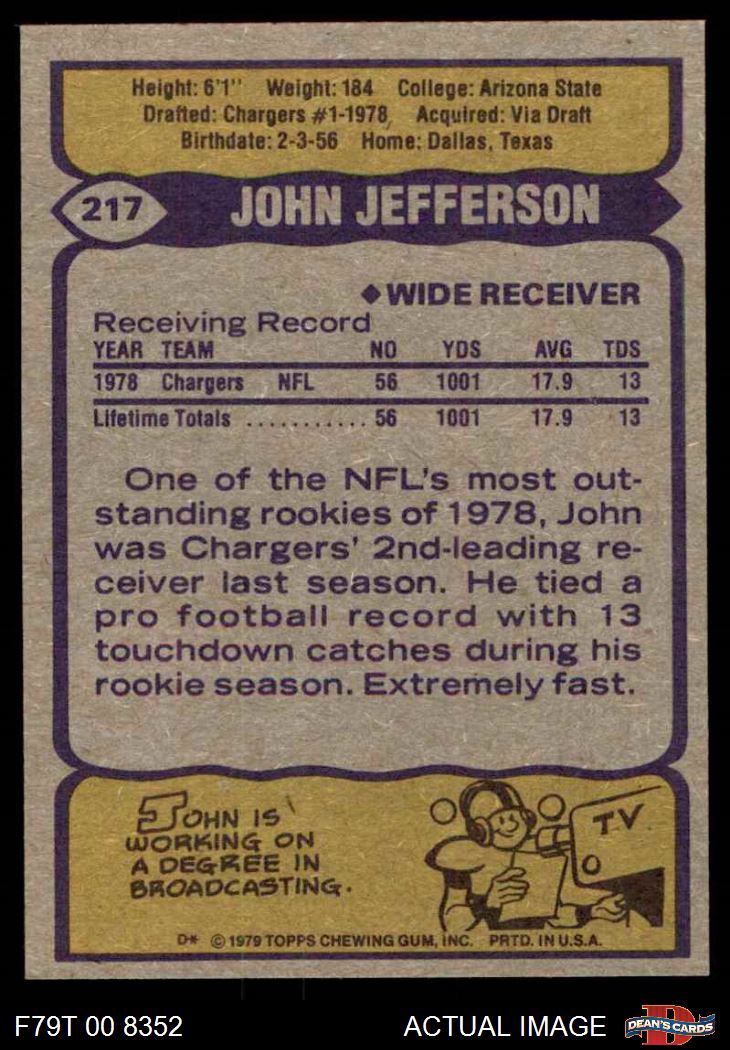 Height: 6'1" Weight: 184 College: Arizona State
Drafted: Chargers #1-1978, Acquired: Via Draft
Birthdate: 2-3-56 Home: Dallas, Texas
217 JOHN JEFFERSON
◆WIDE RECEIVER
Receiving Record
YEAR TEAM NO YDS AVG TDS
1978 Chargers NFL 56 1001 17.9 13
Lifetime Totals ............ 56 1001 17.9 13
One of the NFL's most out-
standing rookies of 1978, John
was Chargers' 2nd-leading re-
ceiver last season. He tied a
pro football record with 13
touchdown catches during his
rookie season. Extremely fast.
JOHN IS
WORKING ON
A DEGREE IN
BROADCASTING.
TV
D* © 1979 TOPPS CHEWING GUM, INC. PRTD. IN U.S.A.
F79T 00 8352 ACTUAL IMAGE
D
DEAN'S CARDS